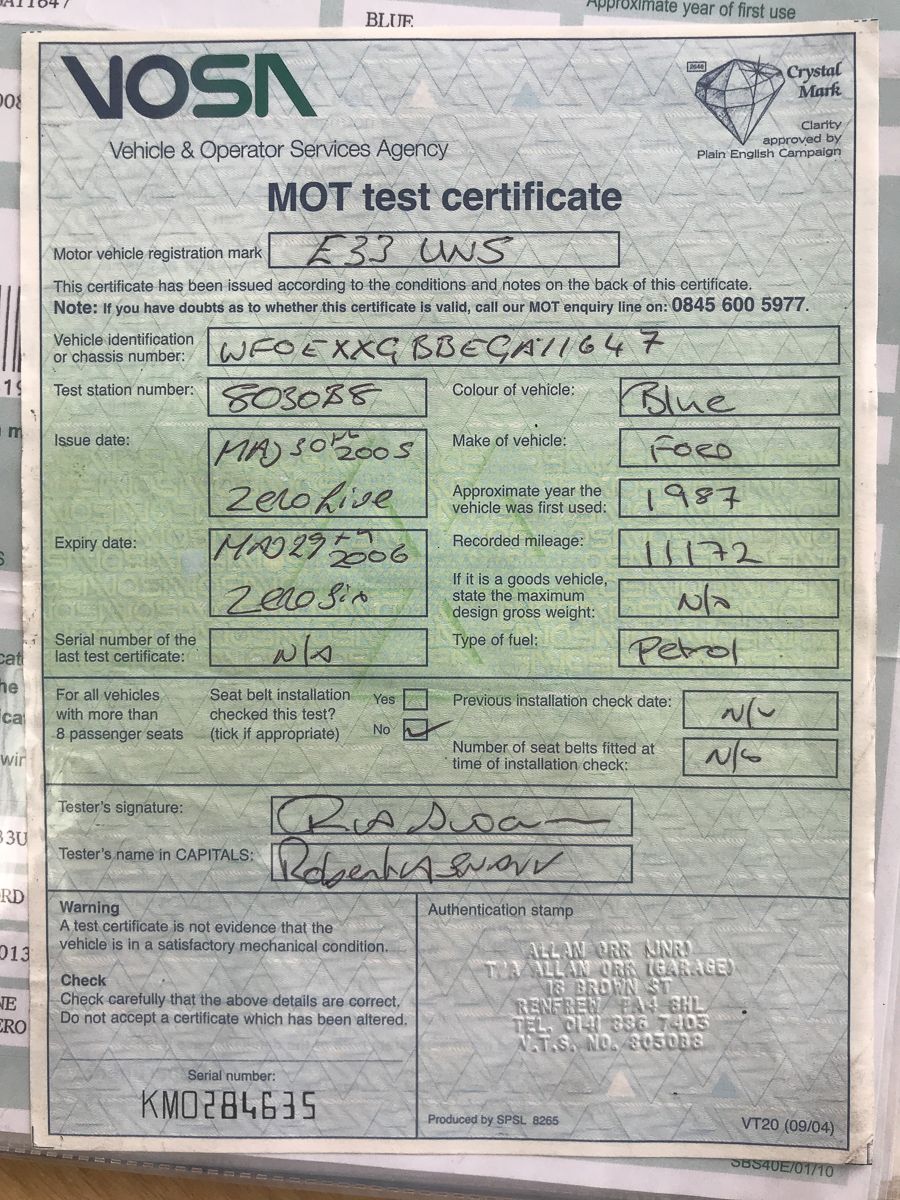 BLUE
Approximate year of first use
VOSA
Vehicle & Operator Services Agency
2646
Crystal
Mark
Clarity
approved by
Plain English Campaign
MOT test certificate
Motor vehicle registration mark E33 UNS
This certificate has been issued according to the conditions and notes on the back of this certificate.
Note: If you have doubts as to whether this certificate is valid, call our MOT enquiry line on: 0845 600 5977.
Vehicle identification
or chassis number: WF0EXXGBBEGA11647
Test station number: 8030B8
Colour of vehicle: Blue
Issue date: MAY 30th 2005
Zero Five
Make of vehicle: FORD
Approximate year the
vehicle was first used: 1987
Expiry date: MAY 29th 2006
Zero Six
Recorded mileage: 11172
If it is a goods vehicle,
state the maximum
design gross weight: N/A
Serial number of the
last test certificate: N/A
Type of fuel: Petrol
For all vehicles
with more than
8 passenger seats
Seat belt installation
checked this test?
(tick if appropriate)
Yes
No
Previous installation check date: N/A
Number of seat belts fitted at
time of installation check: N/A
Tester's signature:
Tester's name in CAPITALS: Robert A
Warning
A test certificate is not evidence that the
vehicle is in a satisfactory mechanical condition.
Check
Check carefully that the above details are correct.
Do not accept a certificate which has been altered.
Serial number:
KM0284635
Authentication stamp
ALLAN ORR (JNR)
T/A ALLAN ORR (GARAGE)
18 BROWN ST
RENFREW PA4 8HL
TEL. 0141 886 7403
V.T.S. NO. 8030B8
Produced by SPSL 8265
VT20 (09/04)
SBS40E/01/10